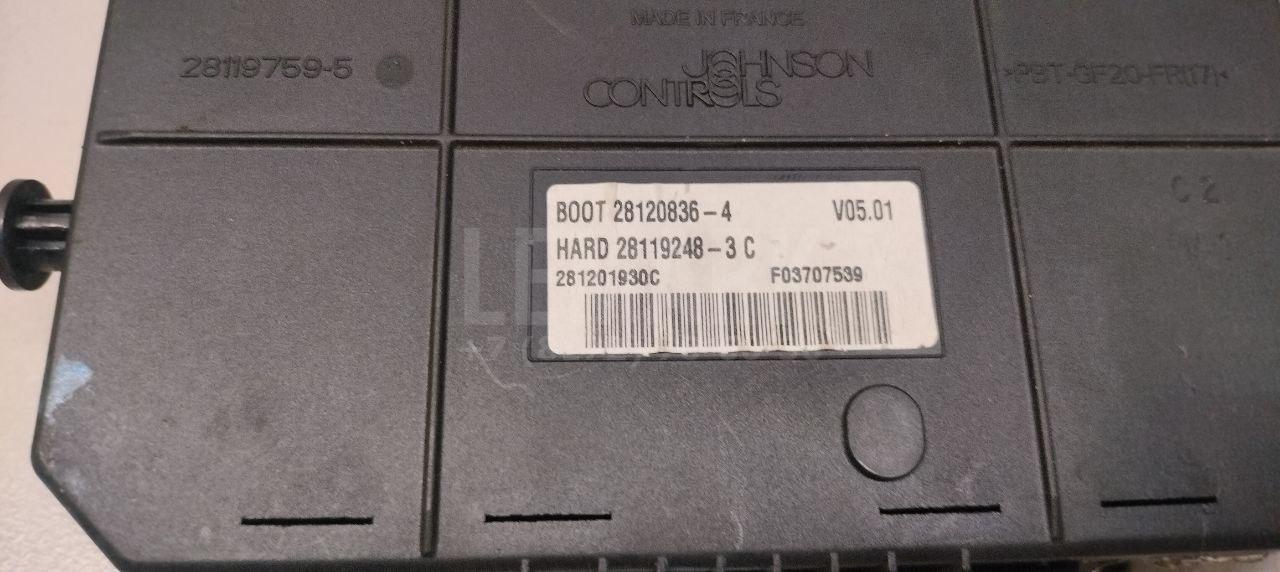 MADE IN FRANCE
28119759-5
JOHNSON
CONTROLS
>PBT-GF20-FR(17)<
C 2
BOOT 28120836-4 V05.01
HARD 28119248-3 C
281201930C F03707539